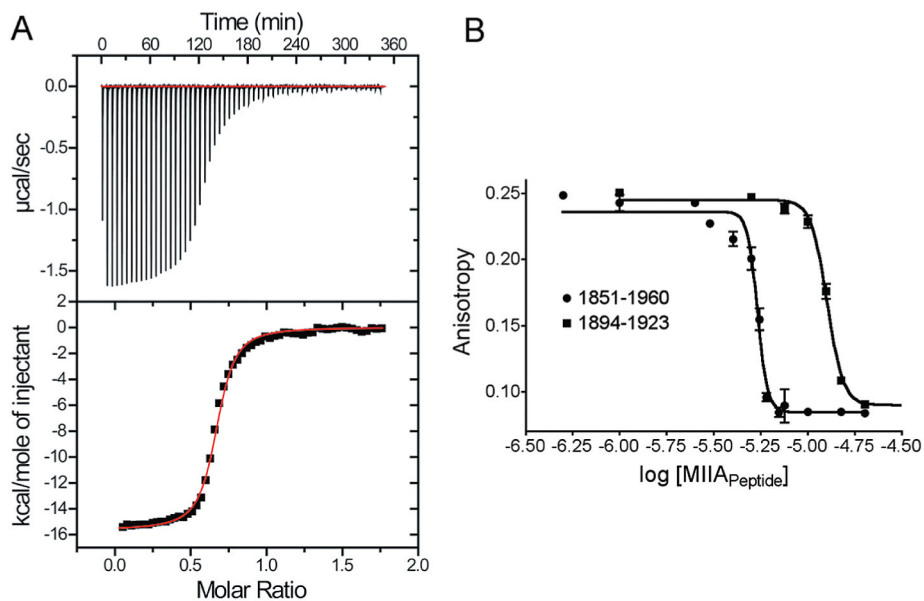 A
Time (min)
0 60 120 180 240 300 360
0.0
-0.5
-1.0
-1.5
µcal/sec
2
0
-2
-4
-6
-8
-10
-12
-14
-16
kcal/mole of injectant
0.0 0.5 1.0 1.5 2.0
Molar Ratio
B
0.25
0.20
0.15
0.10
Anisotropy
1851-1960
1894-1923
-6.50 -6.25 -6.00 -5.75 -5.50 -5.25 -5.00 -4.75 -4.50
log [MIIAPeptide]